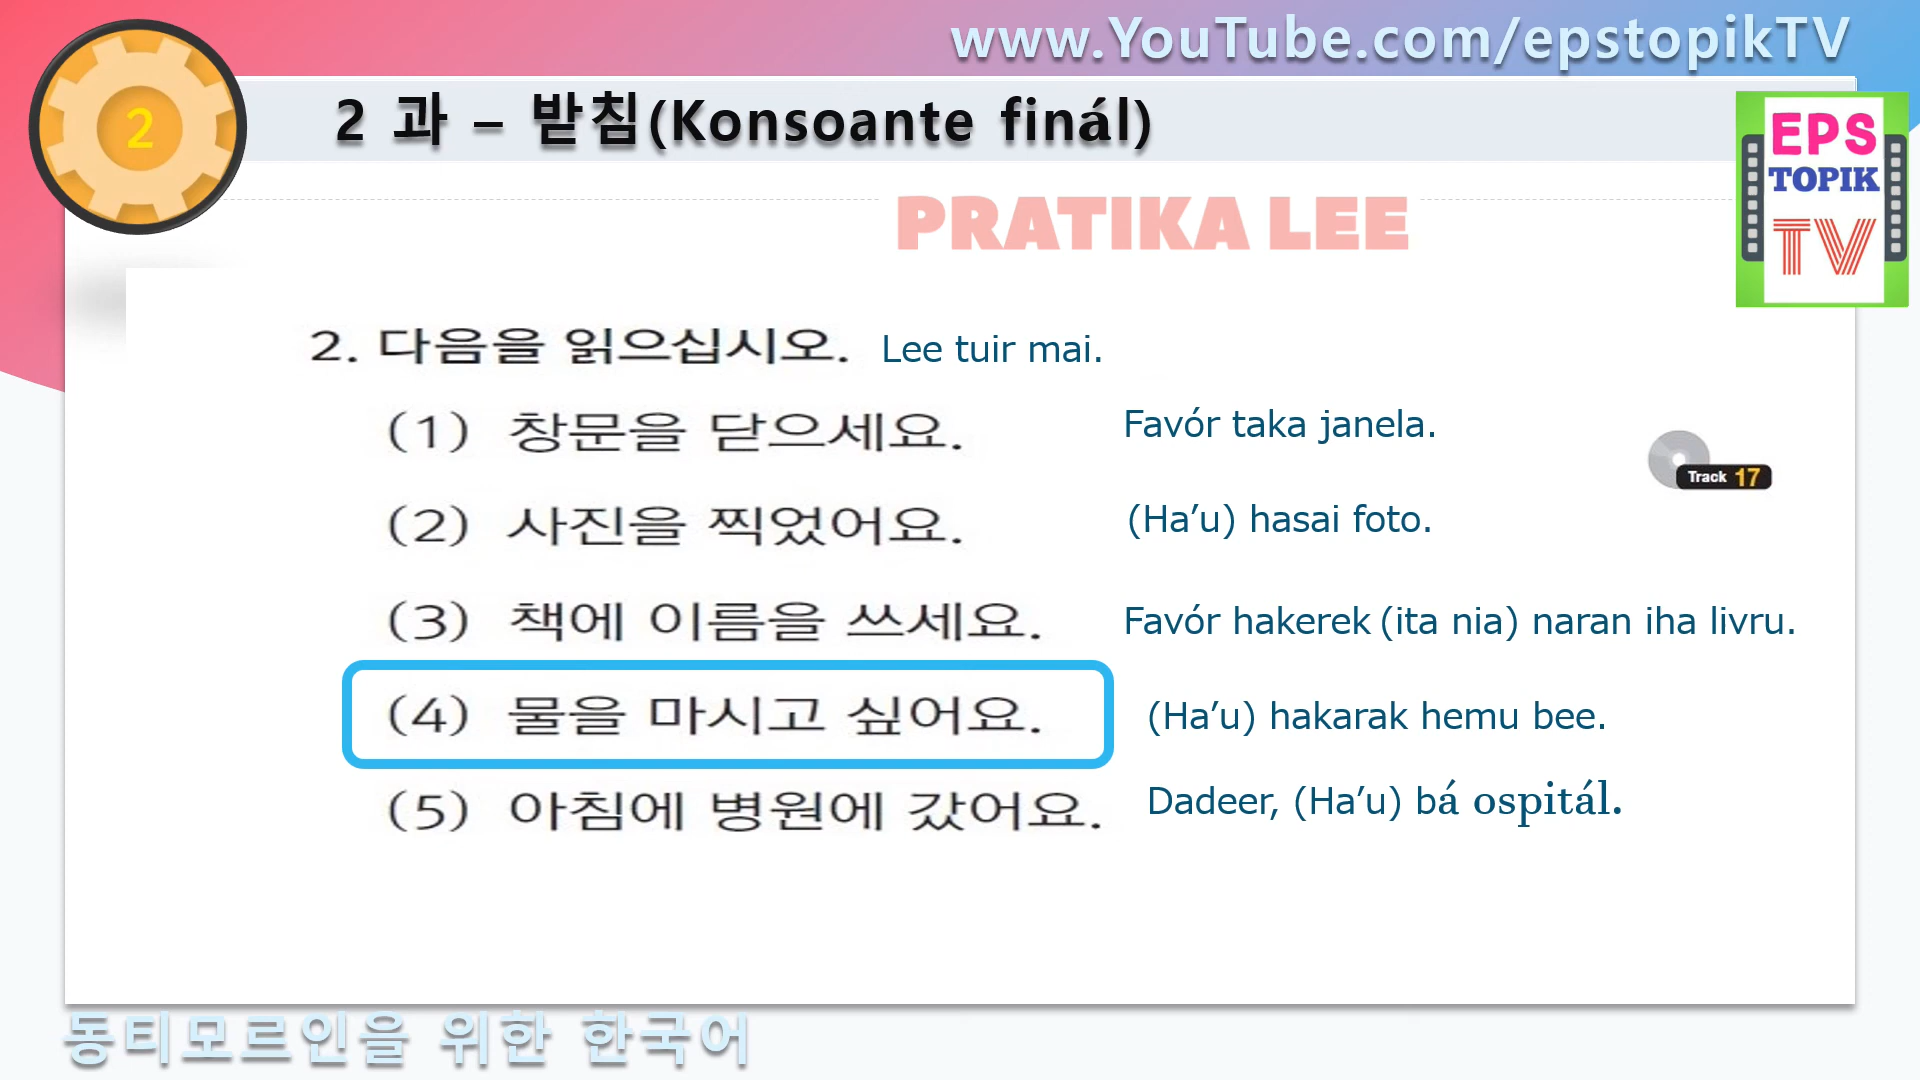 www.YouTube.com/epstopikTV
2
2 과 – 받침(Konsoante finál)
EPS
TOPIK
TV
PRATIKA LEE
2. 다음을 읽으십시오. Lee tuir mai.
(1) 창문을 닫으세요. Favór taka janela.
Track 17
(2) 사진을 찍었어요. (Ha’u) hasai foto.
(3) 책에 이름을 쓰세요. Favór hakerek (ita nia) naran iha livru.
(4) 물을 마시고 싶어요. (Ha’u) hakarak hemu bee.
(5) 아침에 병원에 갔어요. Dadeer, (Ha’u) bá ospitál.
동티모르인을 위한 한국어